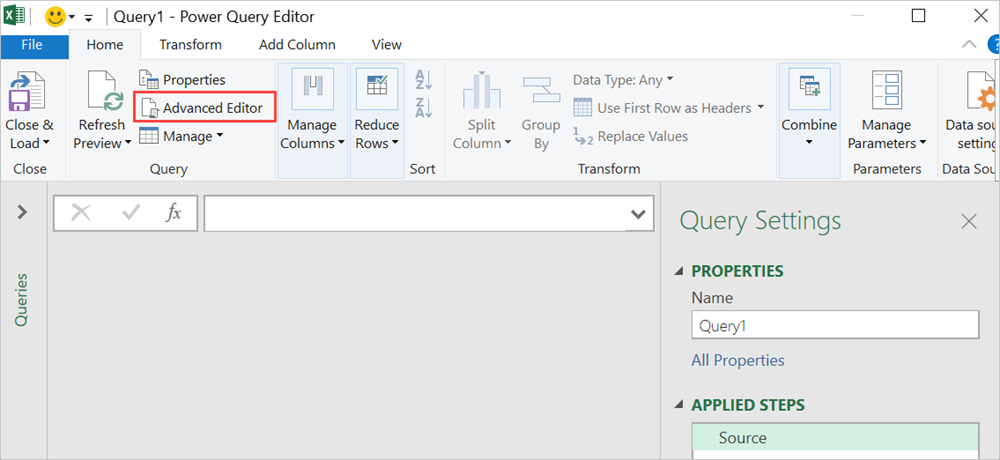 Query1 - Power Query Editor
File Home Transform Add Column View
Close & Load
Refresh Preview
Properties
Advanced Editor
Manage
Manage Columns
Reduce Rows
A Z
Z A
Split Column
Group By
Data Type: Any
Use First Row as Headers
1 2 Replace Values
Combine
Manage Parameters
Data sou
setting
Close Query Sort Transform Parameters Data Sou
fx
Queries
Query Settings
PROPERTIES
Name
Query1
All Properties
APPLIED STEPS
Source